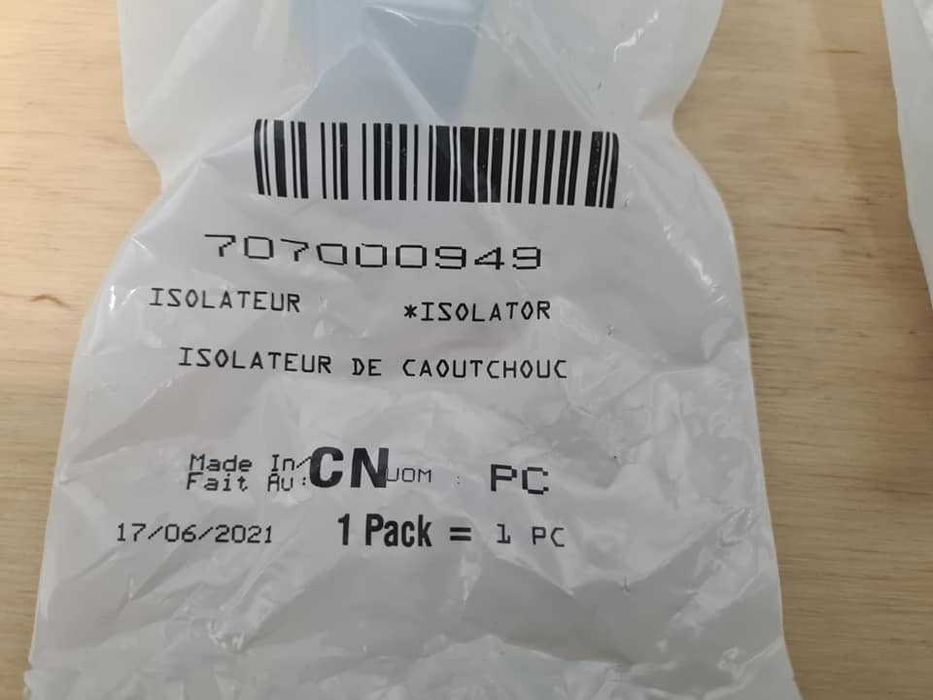 707000949
ISOLATEUR *ISOLATOR
ISOLATEUR DE CAOUTCHOUC
Made In/ CN UOM : PC
Fait Au:
17/06/2021 1 Pack = 1 PC